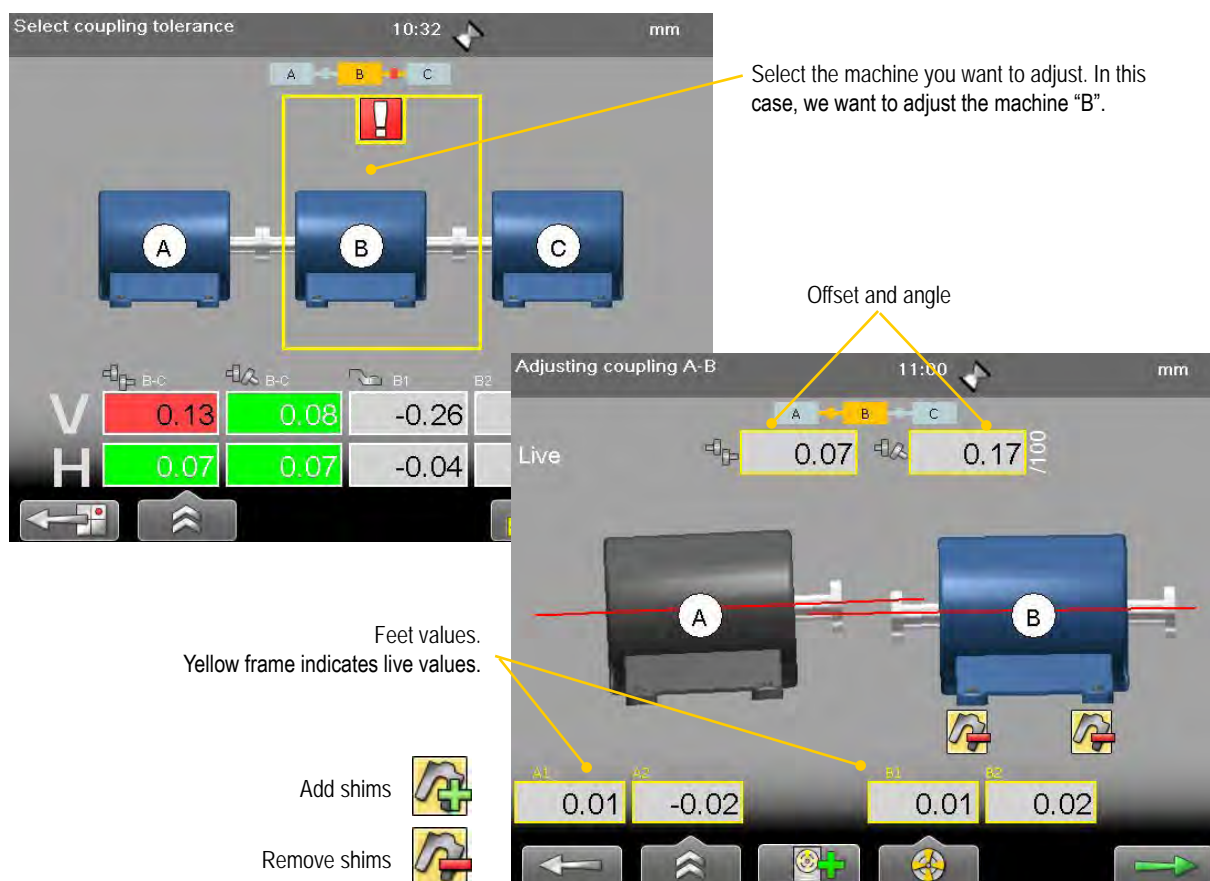 Select coupling tolerance 10:32 mm
A B C
Select the machine you want to adjust. In this
case, we want to adjust the machine “B”.
A B C
B-C B-C B1 B2
V 0.13 0.08 -0.26
H 0.07 0.07 -0.04
Offset and angle
Adjusting coupling A-B 11:00 mm
A B C
Live 0.07 0.17 /100
A B
Feet values.
Yellow frame indicates live values.
A1 A2 B1 B2
0.01 -0.02 0.01 0.02
Add shims
Remove shims